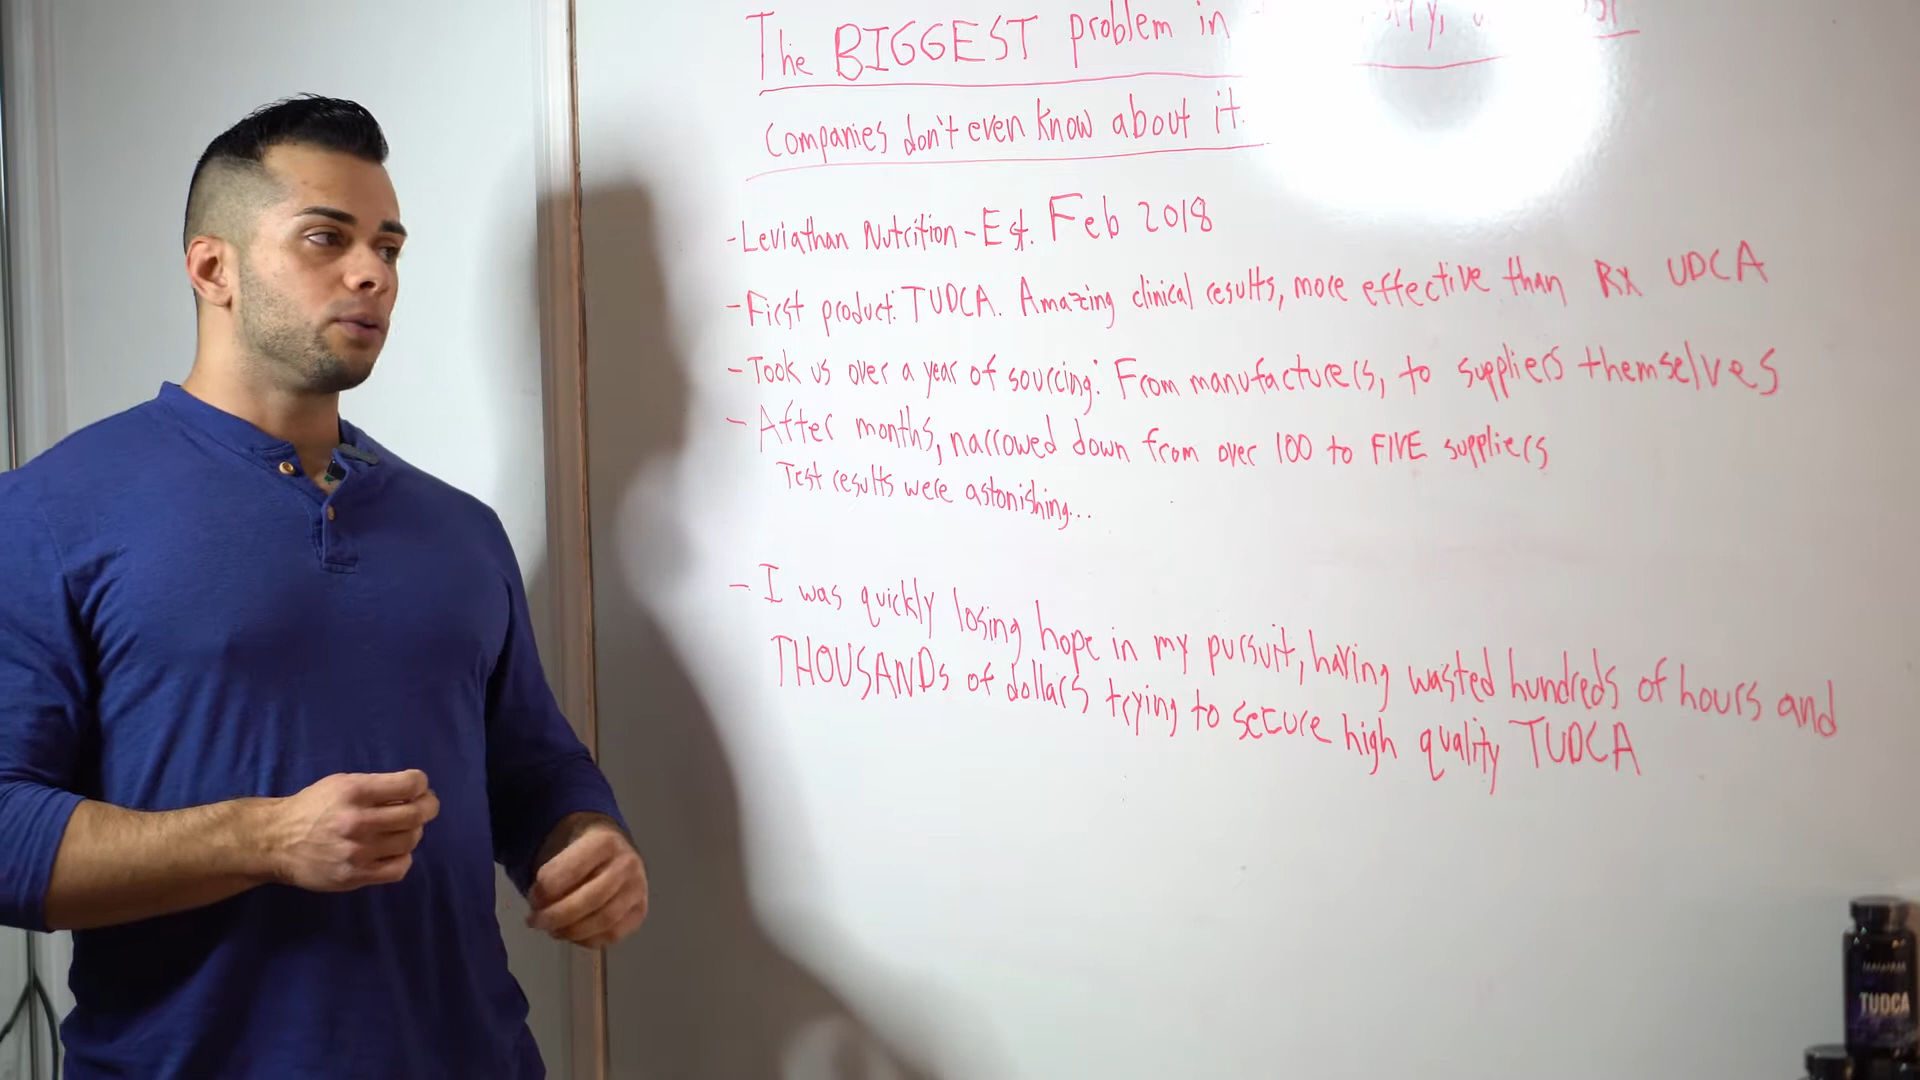 The BIGGEST problem in
Companies don't even know about it.
-Leviathan Nutrition - Est. Feb 2018
-First product: TUDCA. Amazing clinical results, more effective than Rx UDCA
-Took us over a year of sourcing: From manufacturers, to suppliers themselves
- After months, narrowed down from over 100 to FIVE suppliers
Test results were astonishing...
- I was quickly losing hope in my pursuit, having wasted hundreds of hours and
THOUSANDs of dollars trying to secure high quality TUDCA
TUDCA